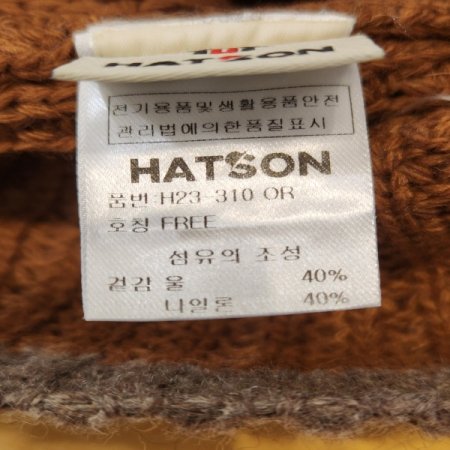 HATSON
전기용품및생활용품안전
관리법에의한품질표시
HATSON
품번:H23-310 OR
호칭 FREE
섬유의 조성
겉감 울 40%
나일론 40%